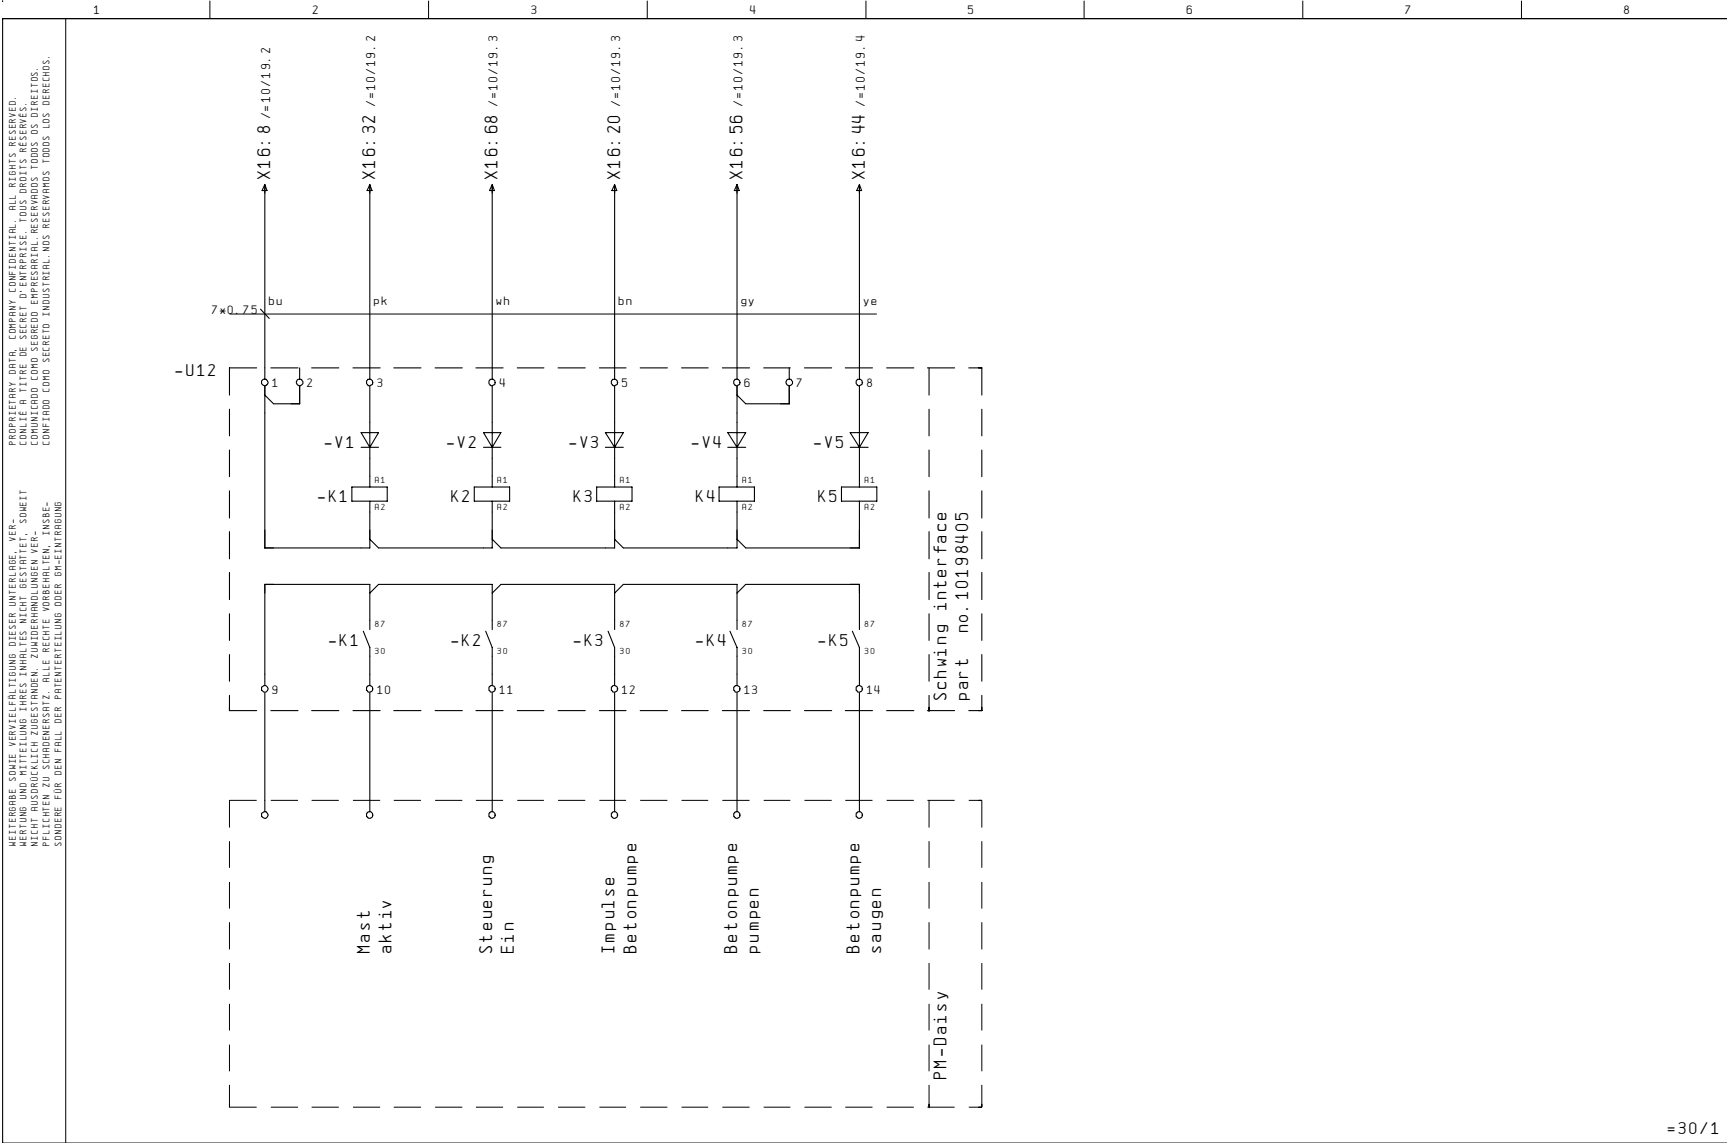 1 2 3 4 5 6 7 8
X16: 8 /=10/19.2
X16: 32 /=10/19.2
X16: 68 /=10/19.3
X16: 20 /=10/19.3
X16: 56 /=10/19.3
X16: 44 /=10/19.4
PROPRIETARY DATA, COMPANY CONFIDENTIAL. ALL RIGHTS RESERVED.
CONLIÉ A TITRE DE SECRET D'ENTRPRISE. TOUS DROITS RÉSERVÉS.
COMUNICADO COMO SEGREDO EMPRESARIAL.RESERVADOS TODOS OS DIREITOS.
CONFIADO COMO SECRETO INDUSTRIAL.NOS RESERVAMOS TODOS LOS DERECHOS.
WEITERGABE SOWIE VERVIELFÄLTIGUNG DIESER UNTERLAGE, VER-
WERTUNG UND MITTEILUNG IHRES INHALTES NICHT GESTATTET, SOWEIT
NICHT AUSDRÜCKLICH ZUGESTANDEN. ZUWIDERHANDLUNGEN VER-
PFLICHTEN ZU SCHADENERSATZ. ALLE RECHTE VORBEHALTEN, INSBE-
SONDERE FÜR DEN FALL DER PATENTERTEILUNG ODER GM-EINTRAGUNG
7*0.75 bu pk wh bn gy ye
-U12
1 2 3 4 5 6 7 8
-V1 -V2 -V3 -V4 -V5
A1 A1 A1 A1 A1
-K1 K2 K3 K4 K5
A2 A2 A2 A2 A2
87 87 87 87 87
-K1 -K2 -K3 -K4 -K5
30 30 30 30 30
9 10 11 12 13 14
Schwing interface
part no.10198405
Mast
aktiv
Steuerung
Ein
Impulse
Betonpumpe
Betonpumpe
pumpen
Betonpumpe
saugen
PM-Daisy
=30/1